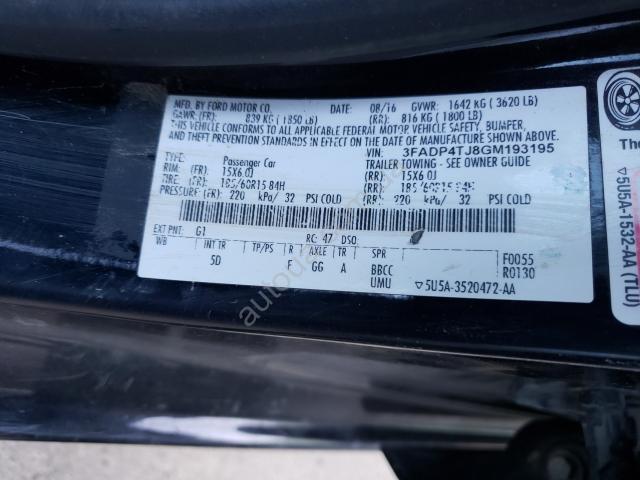 MFD. BY FORD MOTOR CO. DATE: 08/16 GVWR: 1642 KG ( 3620 LB)
GAWR: (FR): 839 KG ( 1850 LB) (RR): 816 KG ( 1800 LB)
THIS VEHICLE CONFORMS TO ALL APPLICABLE FEDERAL MOTOR VEHICLE SAFETY, BUMPER,
AND THEFT PREVENTION STANDARDS IN EFFECT ON THE DATE OF MANUFACTURE SHOWN ABOVE.
VIN: 3FADP4TJ8GM193195
TYPE: Passenger Car TRAILER TOWING - SEE OWNER GUIDE
RIM: (FR): 15X6.0J (RR): 15X6.0J
TIRE: (FR): 185/60R15 84H (RR): 185/60R15 84H
PRESSURE: (FR): 220 kPa/ 32 PSI COLD (RR): 220 kPa/ 32 PSI COLD
EXT PNT: G1 RC: 47 DSO:
WB INT TR TP/PS R AXLE TR SPR F0055
5D F GG A BBCC R0130
UMU 5U5A-3520472-AA
The
5U5A-1532-AA (TLU)